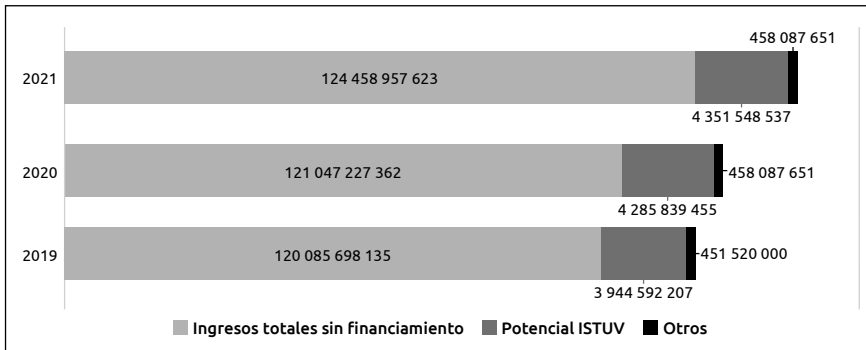 458 087 651
2021
124 458 957 623
4 351 548 537
2020
121 047 227 362
458 087 651
4 285 839 455
2019
120 085 698 135
451 520 000
3 944 592 207
Ingresos totales sin financiamiento Potencial ISTUV Otros